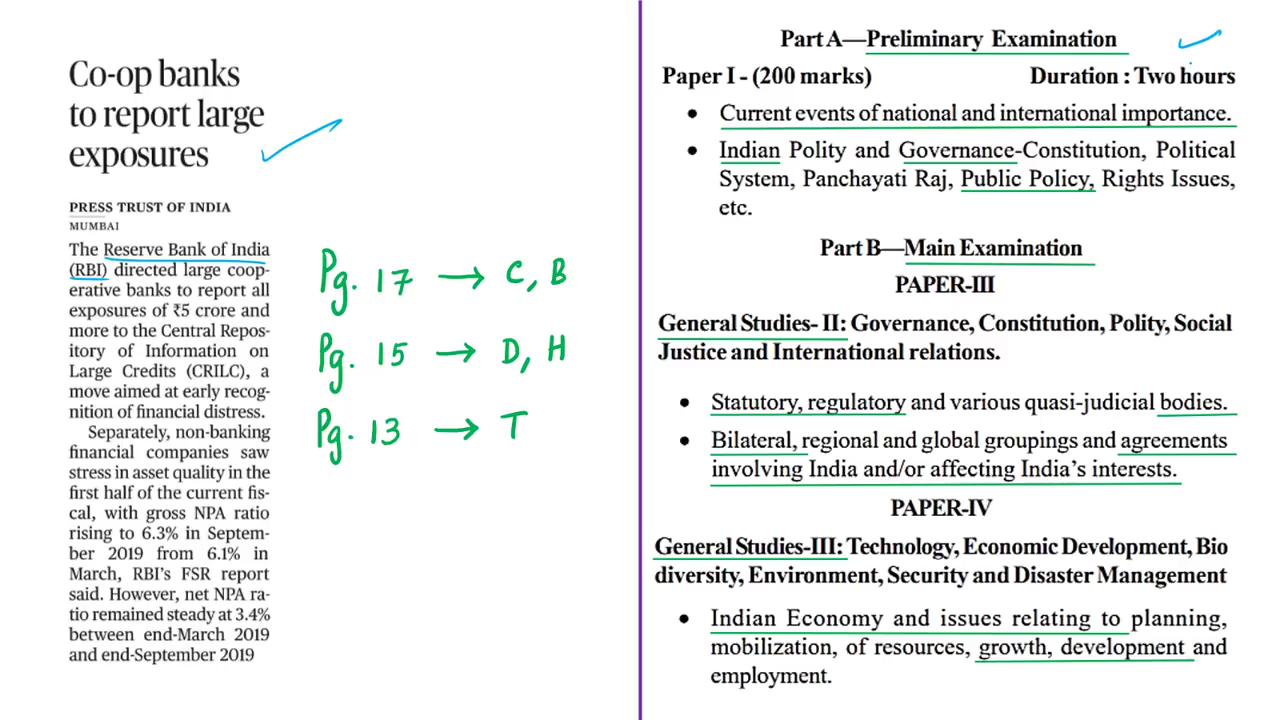 Co-op banks
to report large
exposures
PRESS TRUST OF INDIA
MUMBAI
The Reserve Bank of India
(RBI) directed large coop-
erative banks to report all
exposures of ₹5 crore and
more to the Central Repos-
itory of Information on
Large Credits (CRILC), a
move aimed at early recog-
nition of financial distress.
Separately, non-banking
financial companies saw
stress in asset quality in the
first half of the current fis-
cal, with gross NPA ratio
rising to 6.3% in Septem-
ber 2019 from 6.1% in
March, RBI's FSR report
said. However, net NPA ra-
tio remained steady at 3.4%
between end-March 2019
and end-September 2019
Pg. 17 → C, B
Pg. 15 → D, H
Pg. 13 → T
Part A—Preliminary Examination
Paper I - (200 marks) Duration : Two hours
• Current events of national and international importance.
• Indian Polity and Governance-Constitution, Political
System, Panchayati Raj, Public Policy, Rights Issues,
etc.
Part B—Main Examination
PAPER-III
General Studies- II: Governance, Constitution, Polity, Social
Justice and International relations.
• Statutory, regulatory and various quasi-judicial bodies.
• Bilateral, regional and global groupings and agreements
involving India and/or affecting India's interests.
PAPER-IV
General Studies-III: Technology, Economic Development, Bio
diversity, Environment, Security and Disaster Management
• Indian Economy and issues relating to planning,
mobilization, of resources, growth, development and
employment.